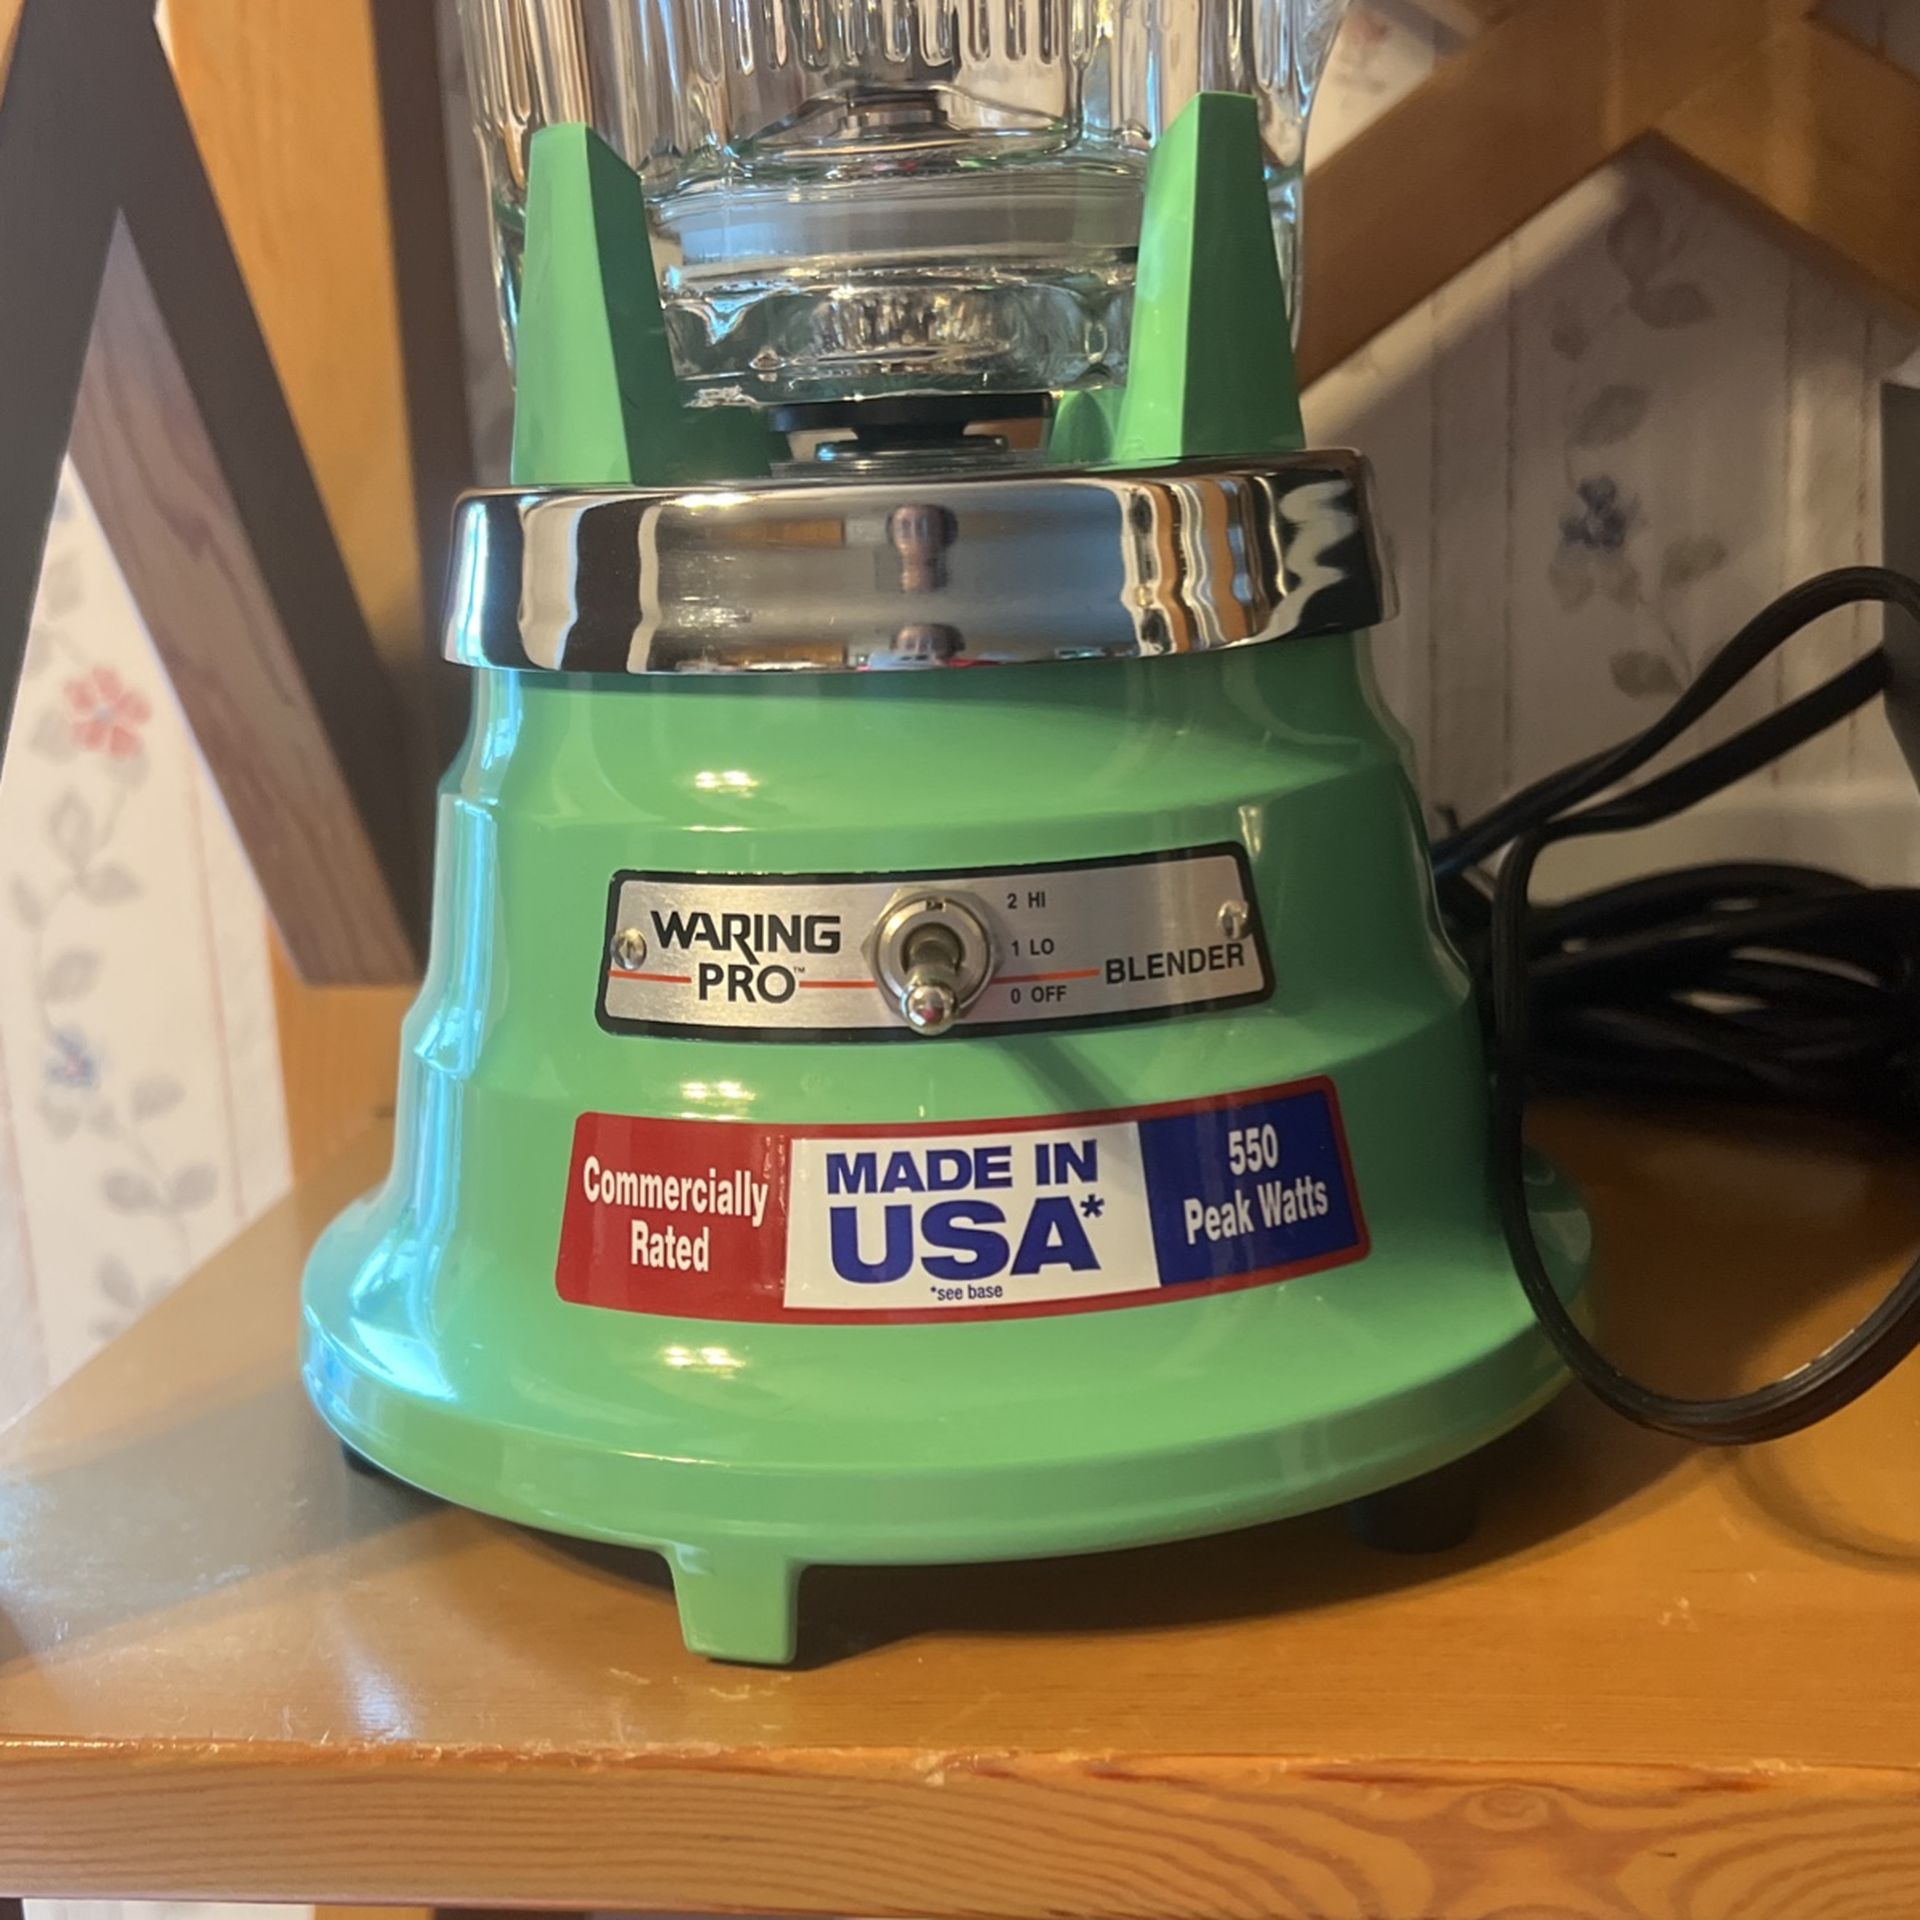 WARING
PRO™
2 HI
1 LO
0 OFF
BLENDER
Commercially
Rated
MADE IN
USA*
*see base
550
Peak Watts